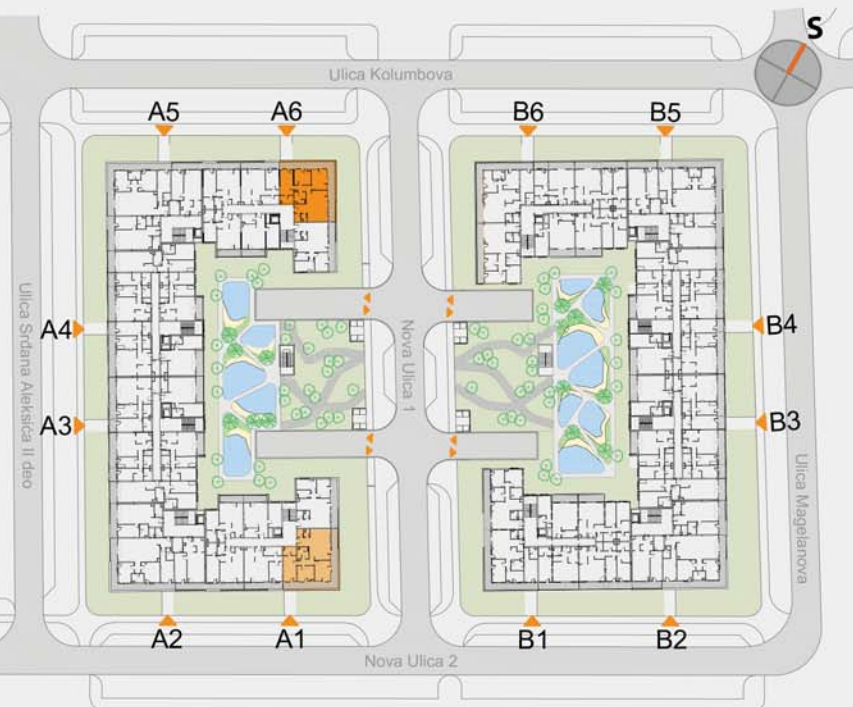 S
Ulica Kolumbova
A5
A6
B6
B5
A4
B4
A3
B3
Ulica Srđana Aleksića II deo
Nova Ulica 1
Ulica Magelanova
A2
A1
B1
B2
Nova Ulica 2